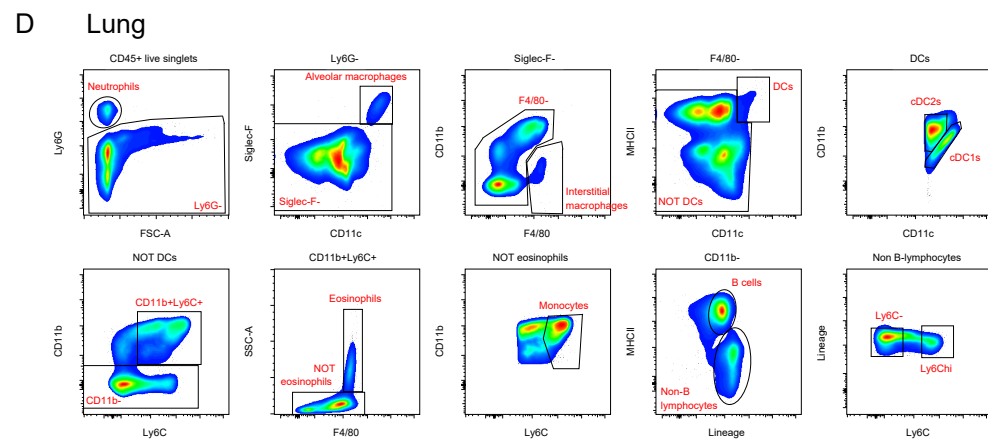 D Lung
CD45+ live singlets
Neutrophils
Ly6G
Ly6G-
FSC-A
Ly6G-
Alveolar macrophages
Siglec-F
Siglec-F-
CD11c
Siglec-F-
F4/80-
CD11b
Interstitial
macrophages
F4/80
F4/80-
DCs
MHCII
NOT DCs
CD11c
DCs
cDC2s
CD11b
cDC1s
CD11c
NOT DCs
CD11b+Ly6C+
CD11b
CD11b-
Ly6C
CD11b+Ly6C+
Eosinophils
SSC-A
NOT
eosinophils
F4/80
NOT eosinophils
Monocytes
CD11b
Ly6C
CD11b-
B cells
MHCII
Non-B
lymphocytes
Lineage
Non B-lymphocytes
Ly6C-
Lineage
Ly6Chi
Ly6C